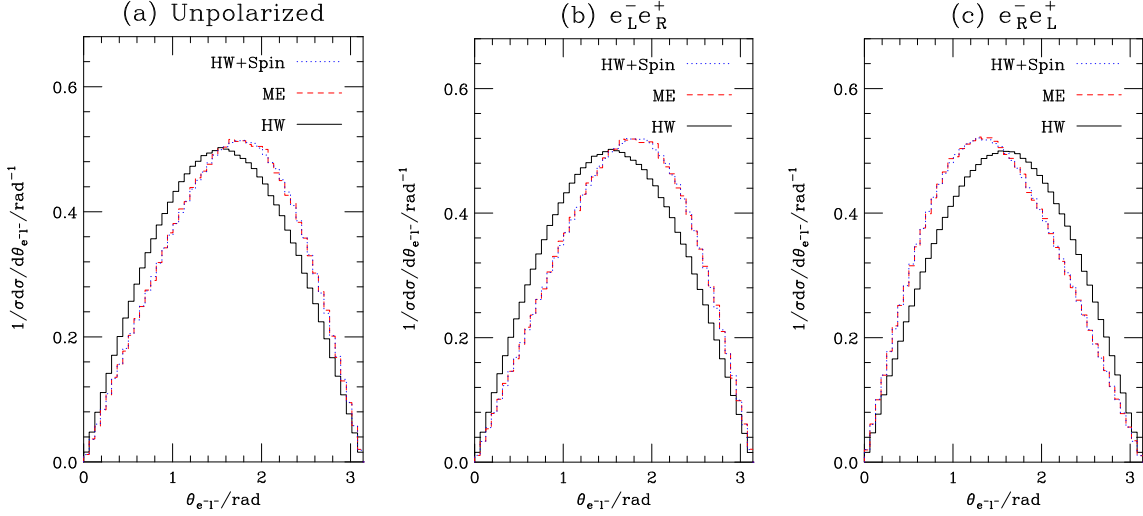 (a) Unpolarized
HW+Spin
ME
HW
0.6
0.4
0.2
0.0
0 1 2 3
1/σdσ/dθe⁻l⁻/rad⁻¹
θe⁻l⁻/rad
(b) e⁻Le⁺R
HW+Spin
ME
HW
0.6
0.4
0.2
0.0
0 1 2 3
1/σdσ/dθe⁻l⁻/rad⁻¹
θe⁻l⁻/rad
(c) e⁻Re⁺L
HW+Spin
ME
HW
0.6
0.4
0.2
0.0
0 1 2 3
1/σdσ/dθe⁻l⁻/rad⁻¹
θe⁻l⁻/rad